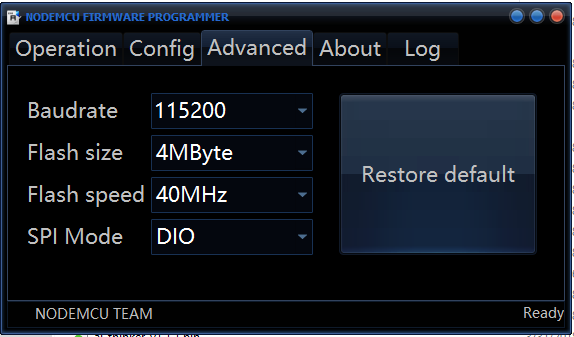 NODEMCU FIRMWARE PROGRAMMER
Operation Config Advanced About Log
Baudrate 115200
Flash size 4MByte
Flash speed 40MHz
SPI Mode DIO
Restore default
NODEMCU TEAM Ready